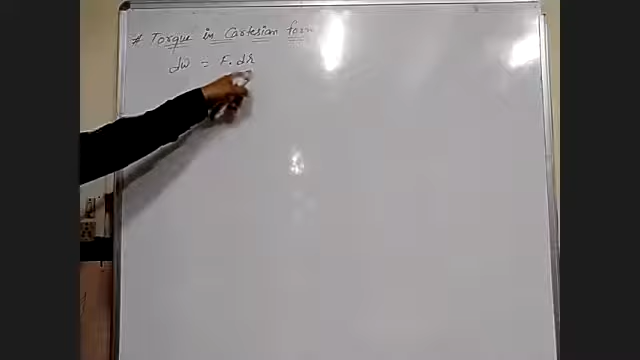 # Torque in Cartesian form
dw = F. dr